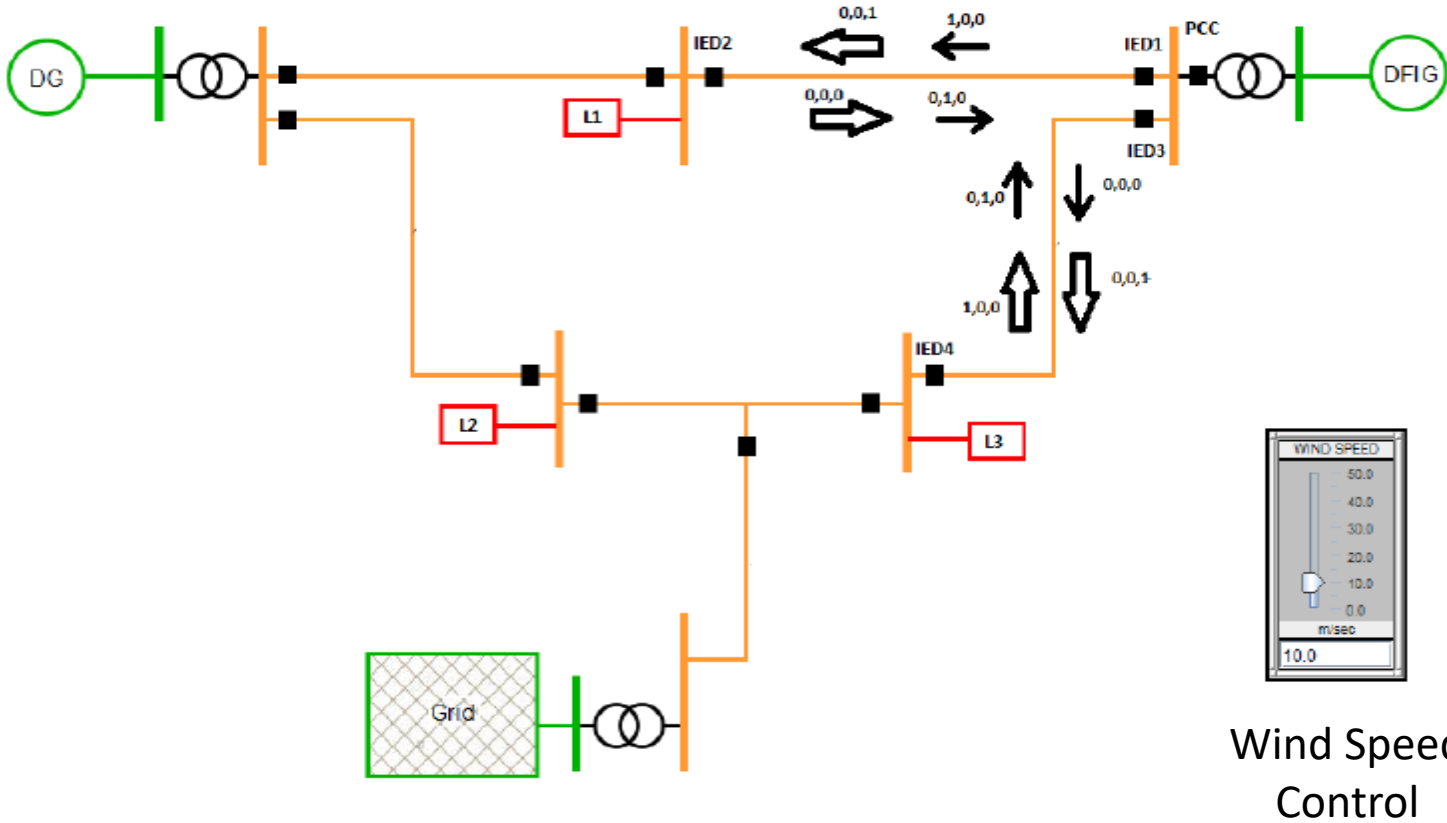 0,0,1
1,0,0
IED2
IED1
PCC
DG
DFIG
L1
0,0,0
0,1,0
IED3
0,1,0
0,0,0
1,0,0
0,0,1
IED4
L2
L3
WIND SPEED
50.0
40.0
30.0
20.0
10.0
0.0
m/sec
10.0
Grid
Wind Speed
Control